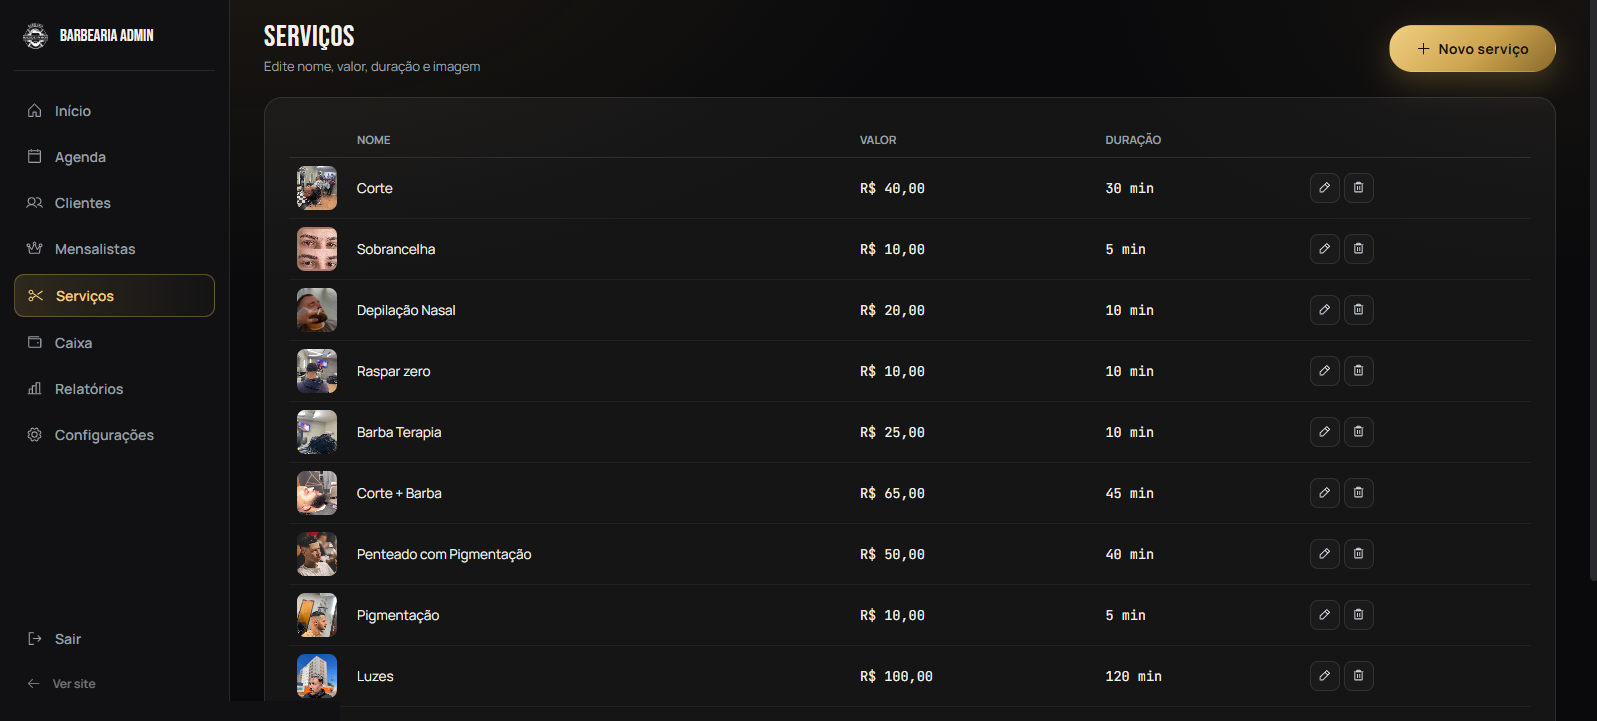 BARBEARIA ADMIN
Início
Agenda
Clientes
Mensalistas
Serviços
Caixa
Relatórios
Configurações
Sair
Ver site
SERVIÇOS
Edite nome, valor, duração e imagem
Novo serviço
NOME VALOR DURAÇÃO
Corte R$ 40,00 30 min
Sobrancelha R$ 10,00 5 min
Depilação Nasal R$ 20,00 10 min
Raspar zero R$ 10,00 10 min
Barba Terapia R$ 25,00 10 min
Corte + Barba R$ 65,00 45 min
Penteado com Pigmentação R$ 50,00 40 min
Pigmentação R$ 10,00 5 min
Luzes R$ 100,00 120 min